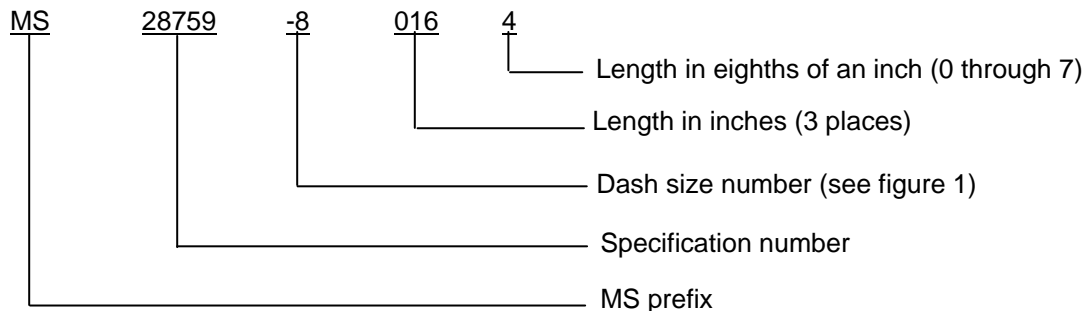 MS 28759 -8 016 4
Length in eighths of an inch (0 through 7)
Length in inches (3 places)
Dash size number (see figure 1)
Specification number
MS prefix